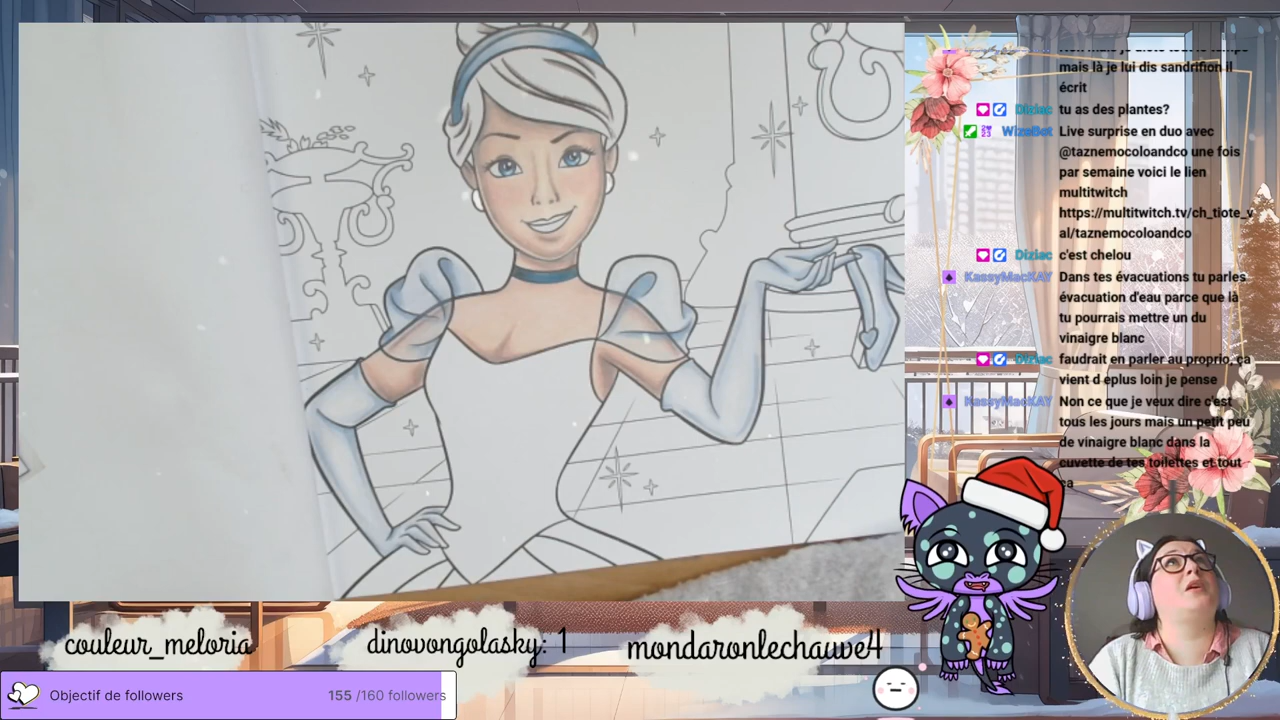 mais là je lui dis sandrifion il
écrit
Diziac tu as des plantes?
WizeBot Live surprise en duo avec
@taznemocoloandco une fois
par semaine voici le lien
multitwitch
https://multitwitch.tv/ch_tiote_v
al/taznemocoloandco
Diziac c'est chelou
KassyMacKAY Dans tes évacuations tu parles
évacuation d'eau parce que là
tu pourrais mettre un du
vinaigre blanc
Diziac faudrait en parler au proprio, ça
vient d eplus loin je pense
KassyMacKAY Non ce que je veux dire c'est
tous les jours mais un petit peu
de vinaigre blanc dans la
cuvette de tes toilettes et tout
ça
couleur_meloria
dinovongolasky: 1
mondaronlechauve4
Objectif de followers 155 /160 followers